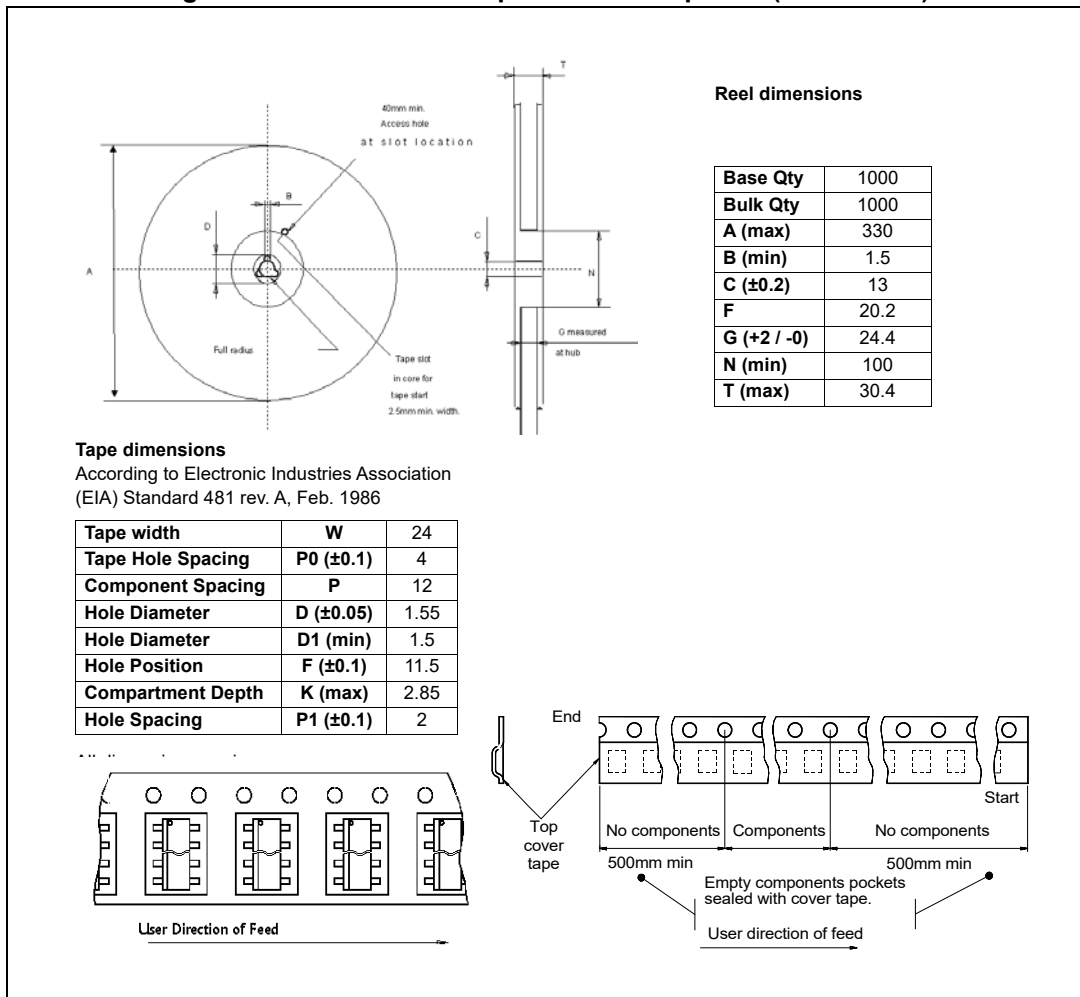 T
40mm min.
Access hole
at slot location
B
D
C
A
N
G measured
at hub
Full radius
Tape slot
in core for
tape start
2.5mm min. width.
Reel dimensions
Base Qty 1000
Bulk Qty 1000
A (max) 330
B (min) 1.5
C (±0.2) 13
F 20.2
G (+2 / -0) 24.4
N (min) 100
T (max) 30.4
Tape dimensions
According to Electronic Industries Association
(EIA) Standard 481 rev. A, Feb. 1986
Tape width W 24
Tape Hole Spacing P0 (±0.1) 4
Component Spacing P 12
Hole Diameter D (±0.05) 1.55
Hole Diameter D1 (min) 1.5
Hole Position F (±0.1) 11.5
Compartment Depth K (max) 2.85
Hole Spacing P1 (±0.1) 2
User Direction of Feed
End
Start
Top
cover
tape
No components Components No components
500mm min 500mm min
Empty components pockets
sealed with cover tape.
User direction of feed